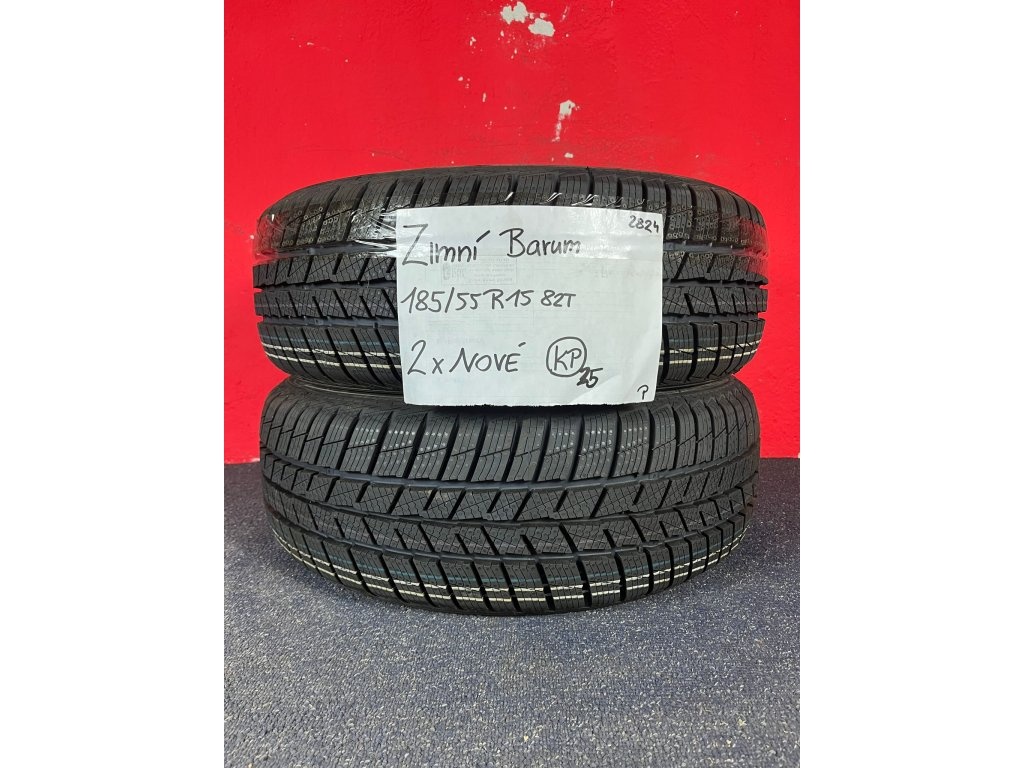 2824
Zimní Barum
185/55 R15 82T
2x NOVÉ KP
25
P